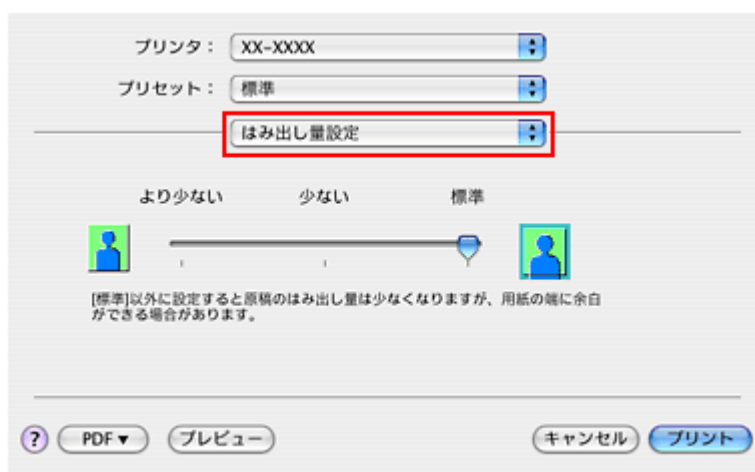 プリンタ： XX-XXXX
プリセット： 標準
はみ出し量設定
より少ない 少ない 標準
[標準]以外に設定すると原稿のはみ出し量は少なくなりますが、用紙の端に余白
ができる場合があります。
? PDF▼ プレビュー キャンセル プリント